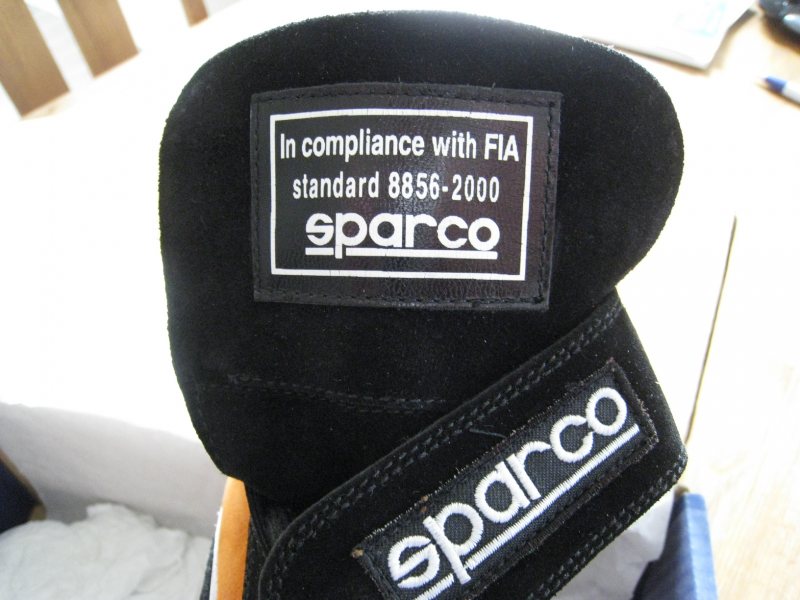 In compliance with FIA
standard 8856-2000
sparco
sparco